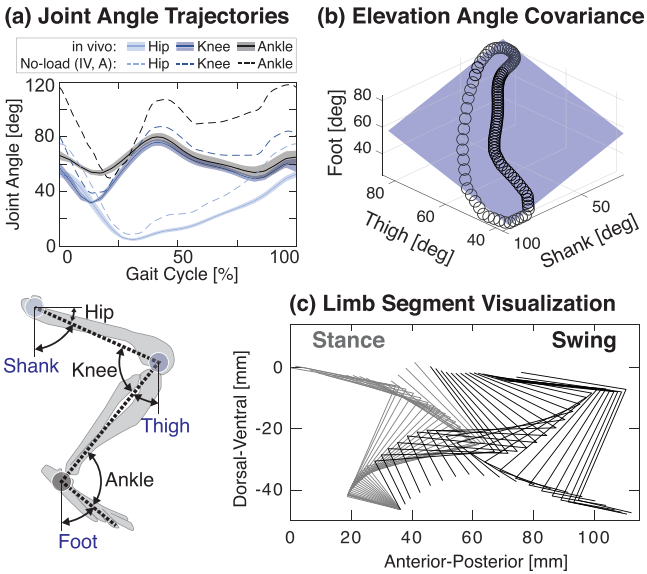 (a) Joint Angle Trajectories
in vivo: Hip Knee Ankle
No-load (IV, A): Hip Knee Ankle
120
80
40
0
Joint Angle [deg]
0 50 100
Gait Cycle [%]
(b) Elevation Angle Covariance
80
60
40
Foot [deg]
80
60
40
Thigh [deg]
100
50
Shank [deg]
Hip
Shank
Knee
Thigh
Ankle
Foot
(c) Limb Segment Visualization
Stance Swing
0
-20
-40
Dorsal-Ventral [mm]
0 20 40 60 80 100
Anterior-Posterior [mm]